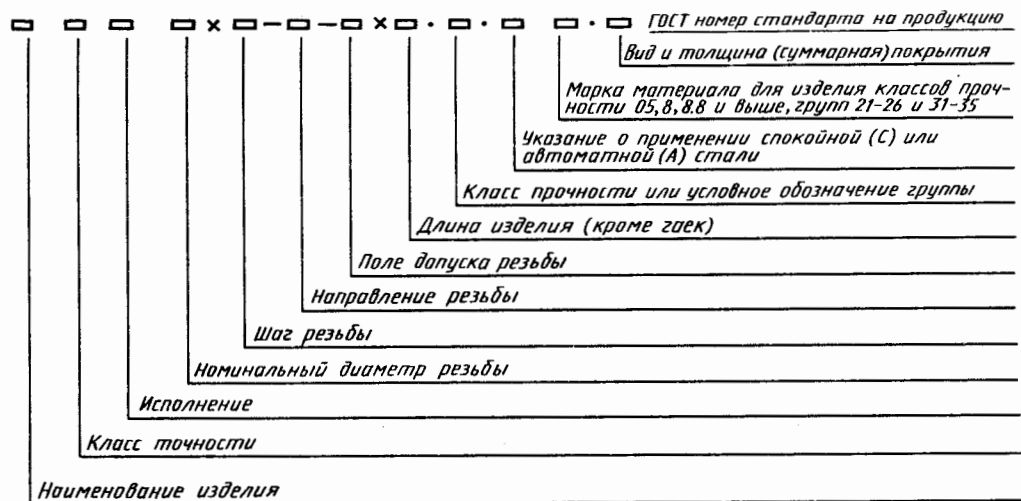 ГОСТ номер стандарта на продукцию
× – – × · · ·
Вид и толщина (суммарная) покрытия
Марка материала для изделия классов проч-
ности 05, 8, 8.8 и выше, групп 21-26 и 31-35
Указание о применении спокойной (С) или
автоматной (А) стали
Класс прочности или условное обозначение группы
Длина изделия (кроме гаек)
Поле допуска резьбы
Направление резьбы
Шаг резьбы
Номинальный диаметр резьбы
Исполнение
Класс точности
Наименование изделия